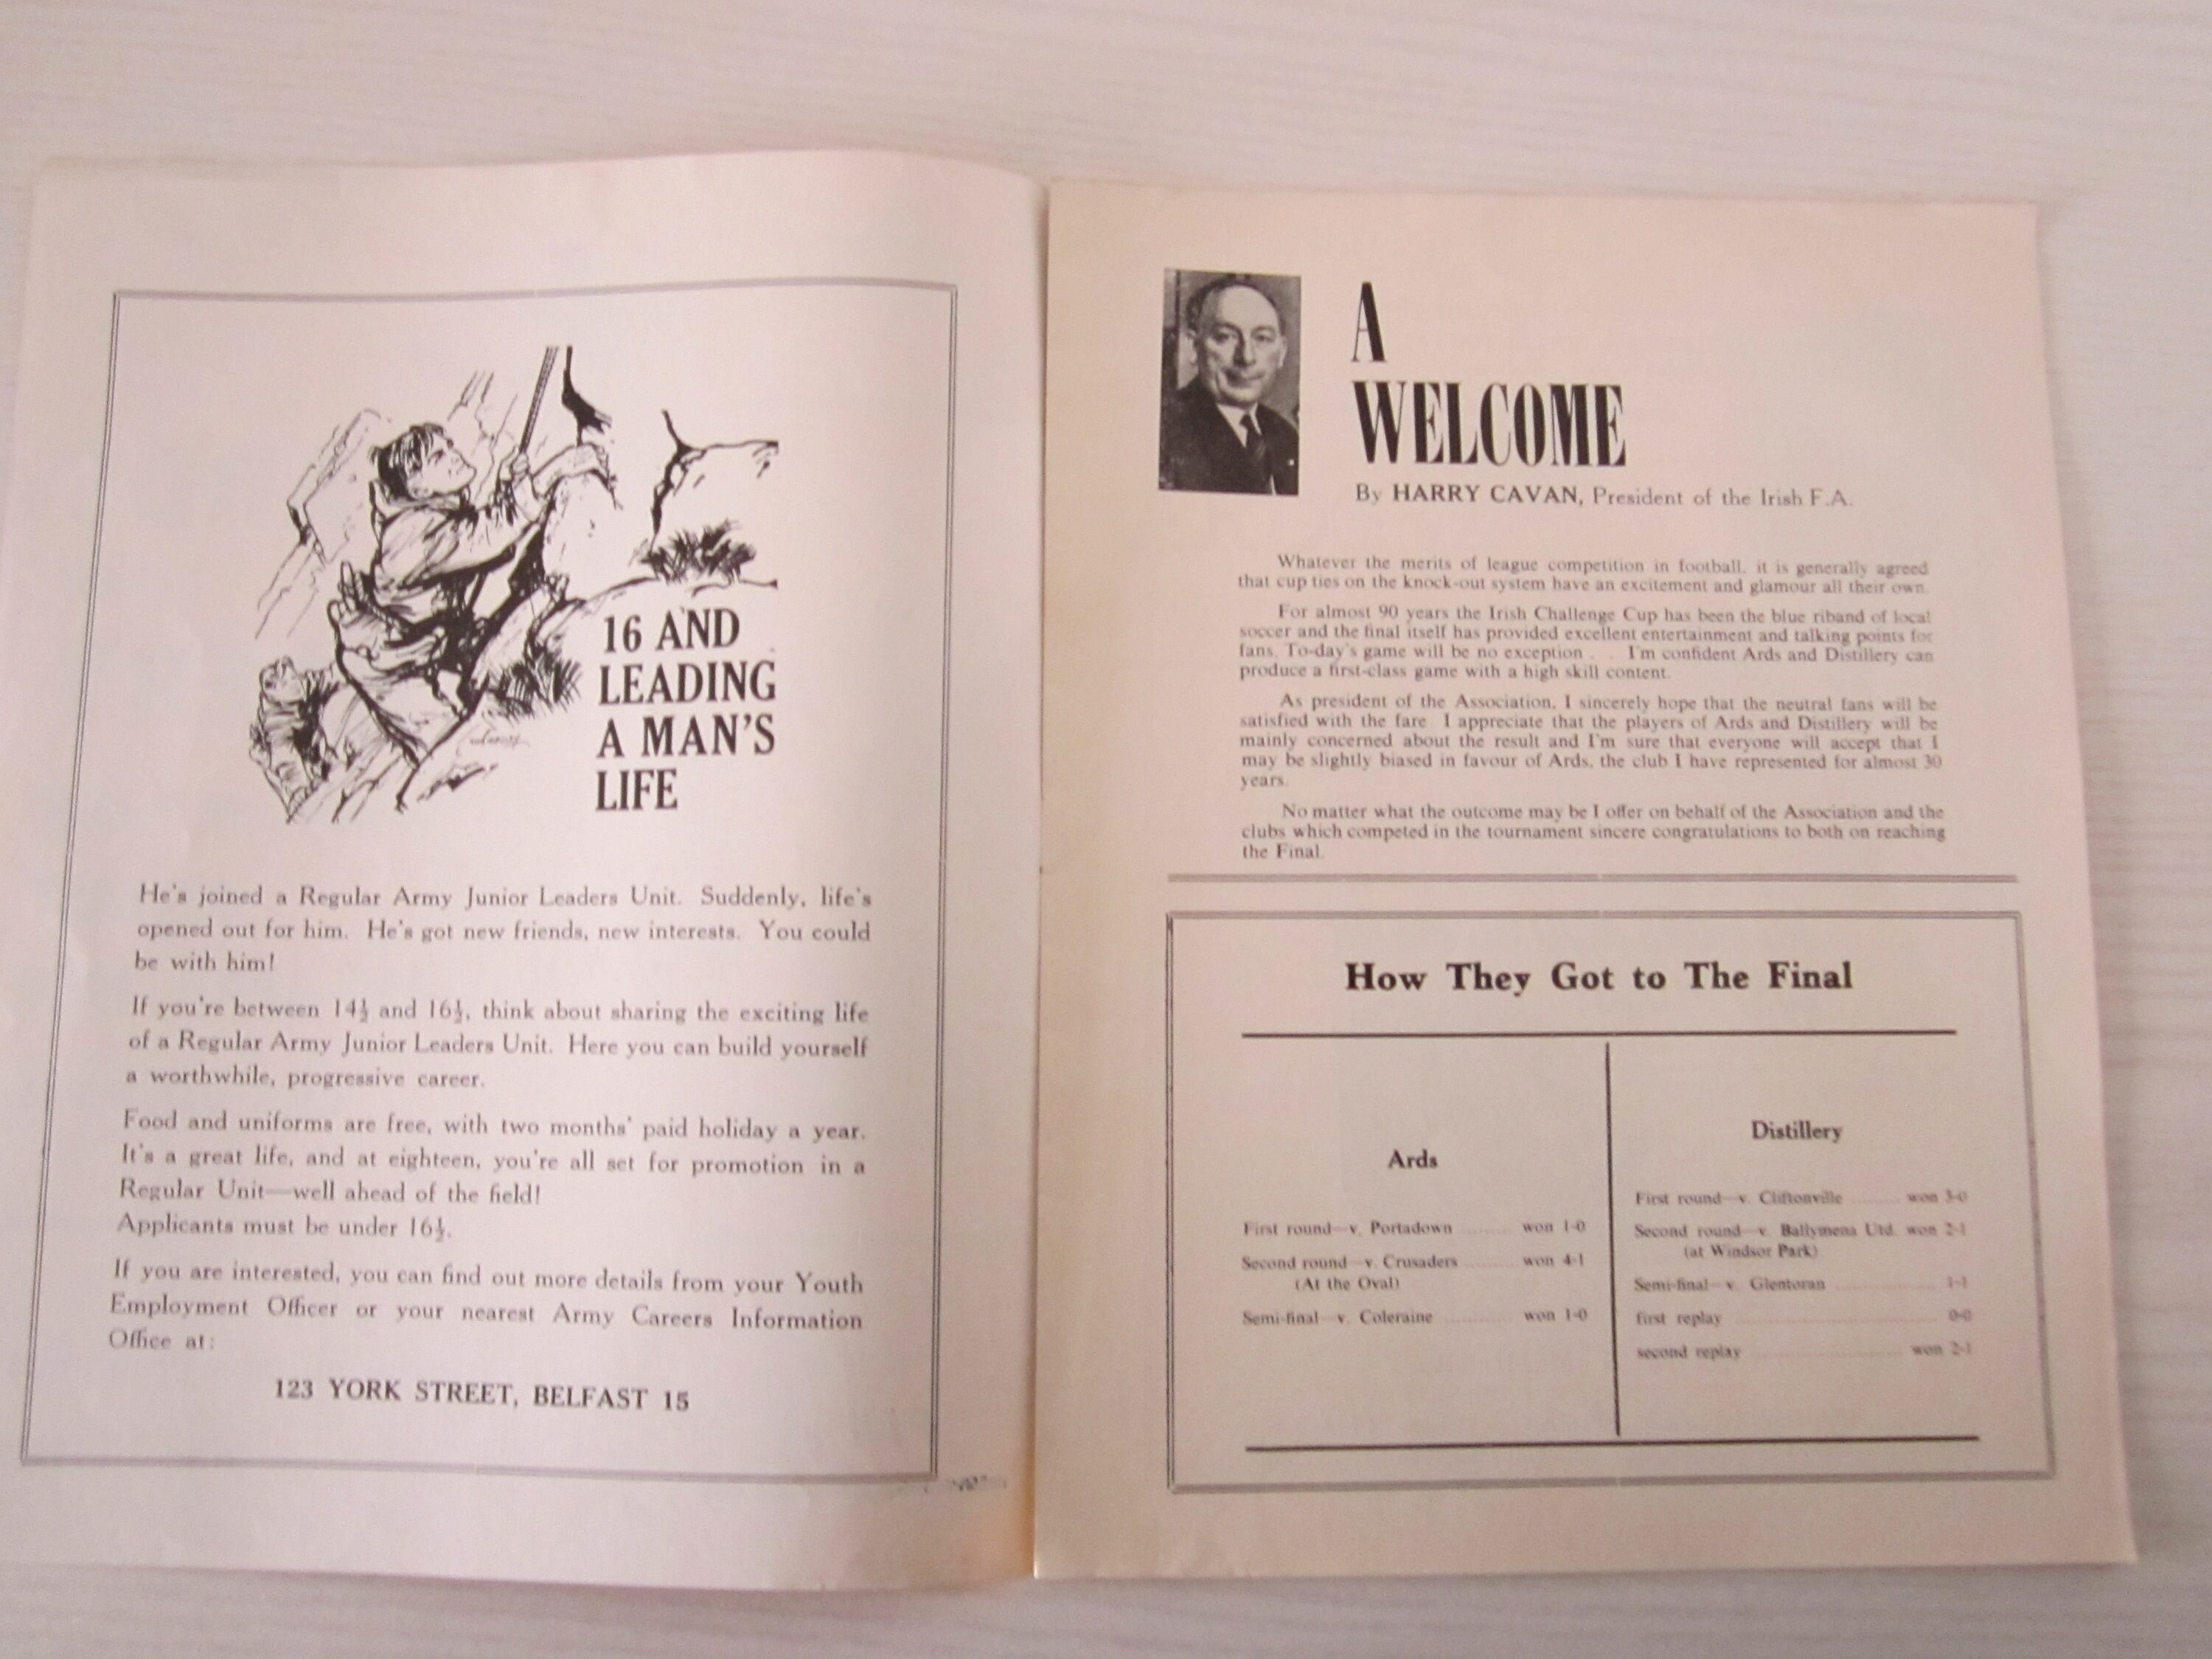 16 AND
LEADING
A MAN'S
LIFE
He's joined a Regular Army Junior Leaders Unit. Suddenly, life's
opened out for him. He's got new friends, new interests. You could
be with him!
If you're between 14½ and 16½, think about sharing the exciting life
of a Regular Army Junior Leaders Unit. Here you can build yourself
a worthwhile, progressive career.
Food and uniforms are free, with two months' paid holiday a year.
It's a great life, and at eighteen, you're all set for promotion in a
Regular Unit—well ahead of the field!
Applicants must be under 16½.
If you are interested, you can find out more details from your Youth
Employment Officer or your nearest Army Careers Information
Office at:
123 YORK STREET, BELFAST 15
A
WELCOME
By HARRY CAVAN, President of the Irish F.A.
Whatever the merits of league competition in football, it is generally agreed
that cup ties on the knock-out system have an excitement and glamour all their own.
For almost 90 years the Irish Challenge Cup has been the blue riband of local
soccer and the final itself has provided excellent entertainment and talking points for
fans. To-day's game will be no exception . . I'm confident Ards and Distillery can
produce a first-class game with a high skill content.
As president of the Association, I sincerely hope that the neutral fans will be
satisfied with the fare I appreciate that the players of Ards and Distillery will be
mainly concerned about the result and I'm sure that everyone will accept that I
may be slightly biased in favour of Ards, the club I have represented for almost 30
years.
No matter what the outcome may be I offer on behalf of the Association and the
clubs which competed in the tournament sincere congratulations to both on reaching
the Final.
How They Got to The Final
Ards
First round—v. Portadown ......... won 1-0
Second round—v. Crusaders ........ won 4-1
(At the Oval)
Semi-final—v. Coleraine ............ won 1-0
Distillery
First round—v. Cliftonville ........ won 3-0
Second round—v. Ballymena Utd. won 2-1
(at Windsor Park)
Semi-final—v. Glentoran .................... 1-1
first replay ....................................... 0-0
second replay ............................ won 2-1